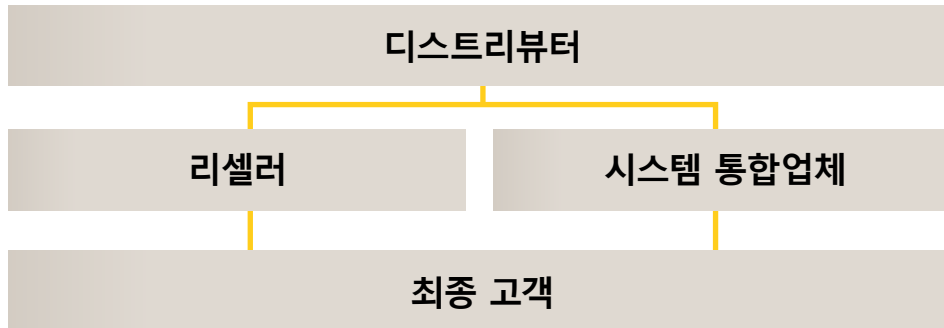 디스트리뷰터
리셀러
시스템 통합업체
최종 고객